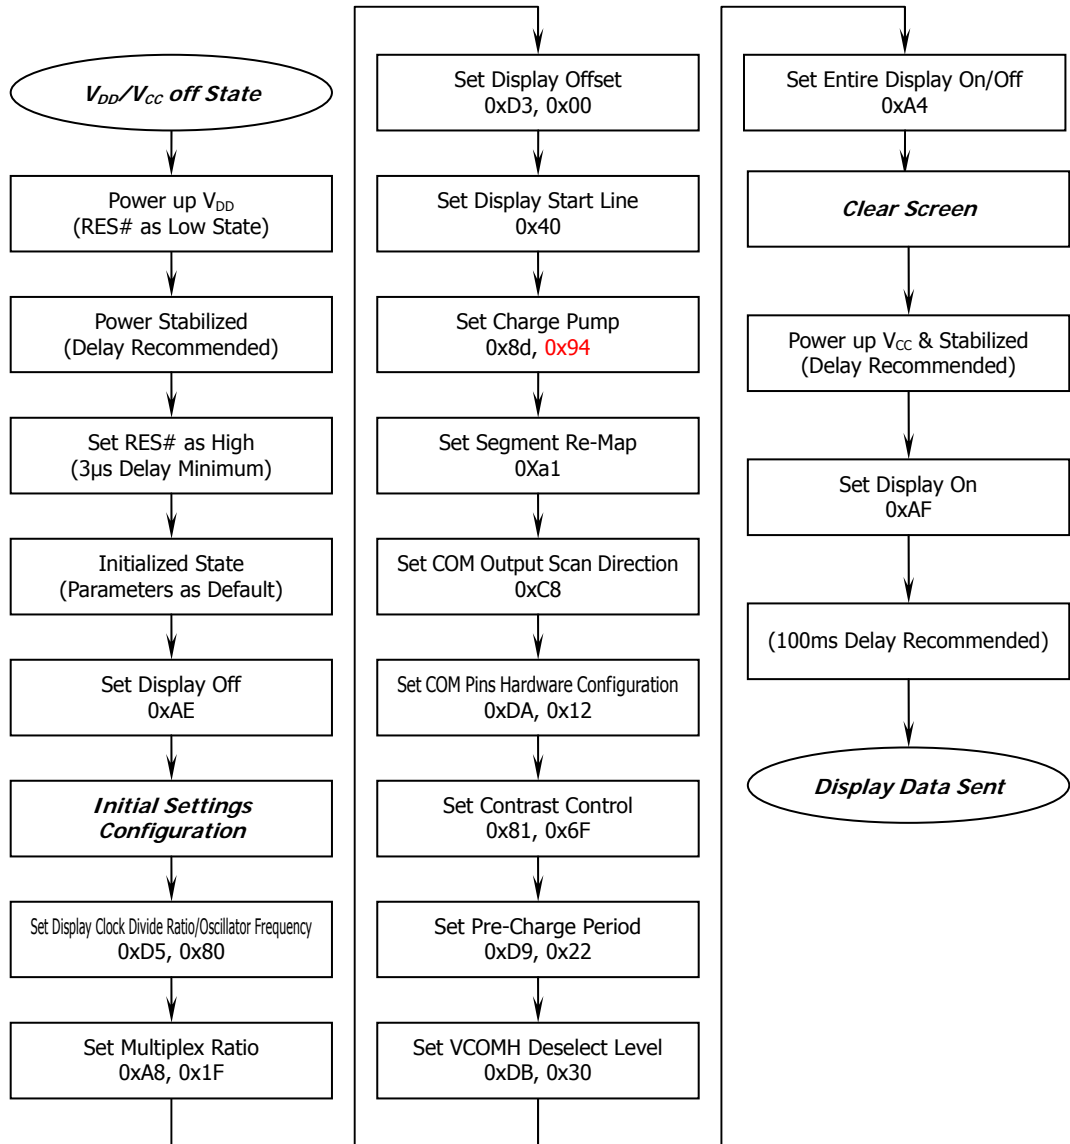 V_DD/V_CC off State
Power up V_DD
(RES# as Low State)
Power Stabilized
(Delay Recommended)
Set RES# as High
(3µs Delay Minimum)
Initialized State
(Parameters as Default)
Set Display Off
0xAE
Initial Settings
Configuration
Set Display Clock Divide Ratio/Oscillator Frequency
0xD5, 0x80
Set Multiplex Ratio
0xA8, 0x1F
Set Display Offset
0xD3, 0x00
Set Display Start Line
0x40
Set Charge Pump
0x8d, 0x94
Set Segment Re-Map
0Xa1
Set COM Output Scan Direction
0xC8
Set COM Pins Hardware Configuration
0xDA, 0x12
Set Contrast Control
0x81, 0x6F
Set Pre-Charge Period
0xD9, 0x22
Set VCOMH Deselect Level
0xDB, 0x30
Set Entire Display On/Off
0xA4
Clear Screen
Power up V_CC & Stabilized
(Delay Recommended)
Set Display On
0xAF
(100ms Delay Recommended)
Display Data Sent